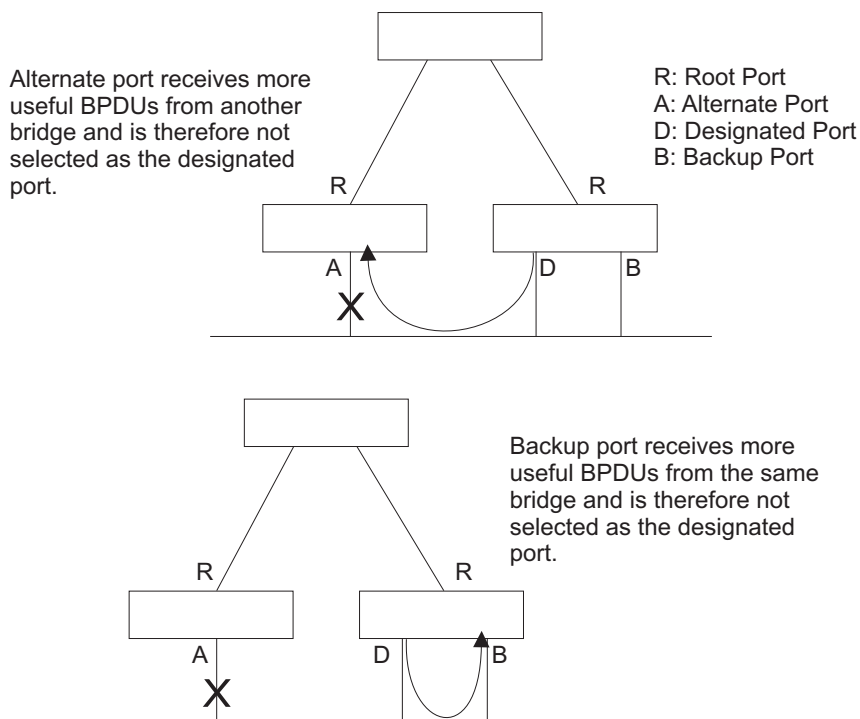 Alternate port receives more
useful BPDUs from another
bridge and is therefore not
selected as the designated
port.
R: Root Port
A: Alternate Port
D: Designated Port
B: Backup Port
R
R
A
D
B
X
Backup port receives more
useful BPDUs from the same
bridge and is therefore not
selected as the designated
port.
R
R
A
D
B
X